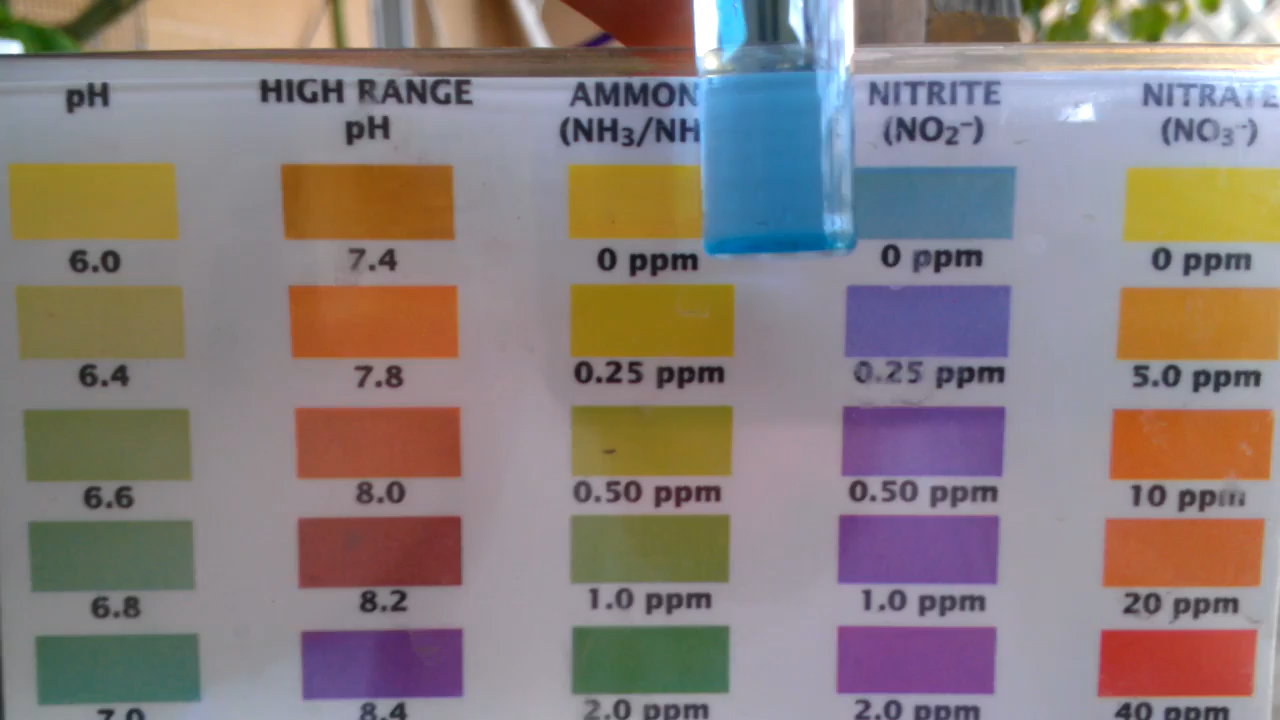 pH
6.0
6.4
6.6
6.8
7.0
HIGH RANGE
pH
7.4
7.8
8.0
8.2
8.4
AMMON
(NH3/NH
0 ppm
0.25 ppm
0.50 ppm
1.0 ppm
2.0 ppm
NITRITE
(NO2⁻)
0 ppm
0.25 ppm
0.50 ppm
1.0 ppm
2.0 ppm
NITRATE
(NO3⁻)
0 ppm
5.0 ppm
10 ppm
20 ppm
40 ppm